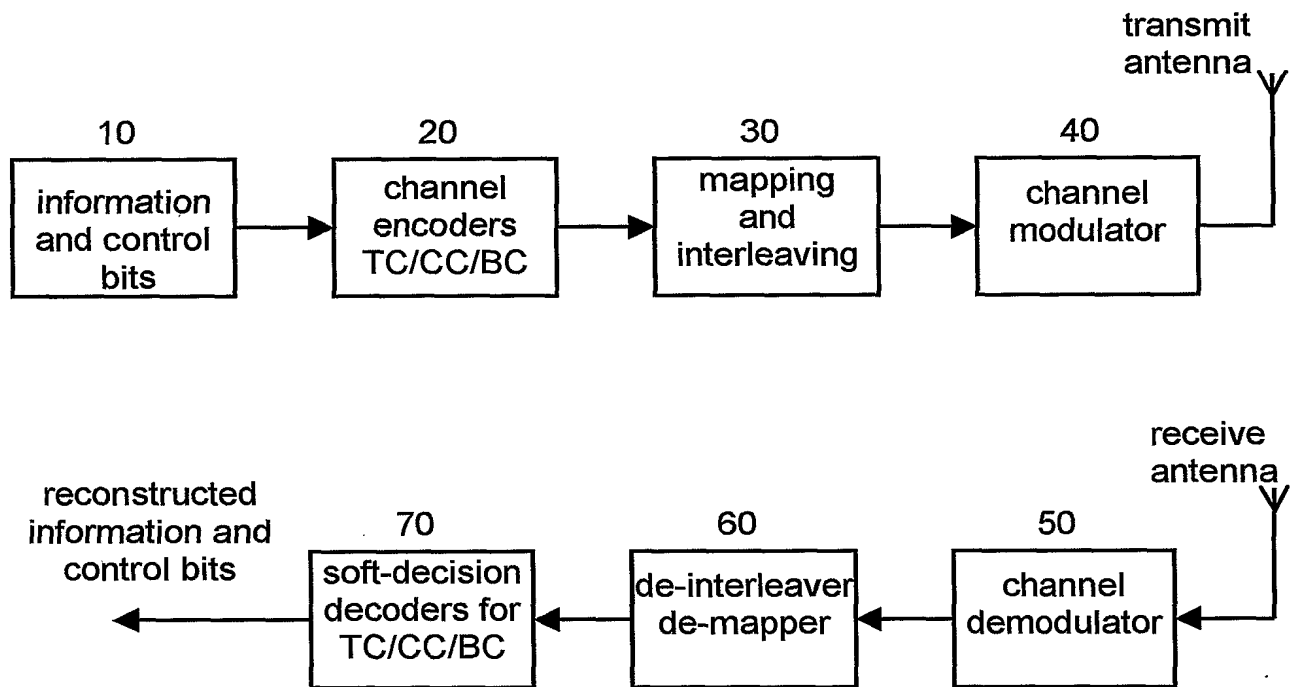 transmit
antenna
10
20
30
40
information
and control
bits
channel
encoders
TC/CC/BC
mapping
and
interleaving
channel
modulator
receive
antenna
reconstructed
information and
control bits
70
60
50
soft-decision
decoders for
TC/CC/BC
de-interleaver
de-mapper
channel
demodulator